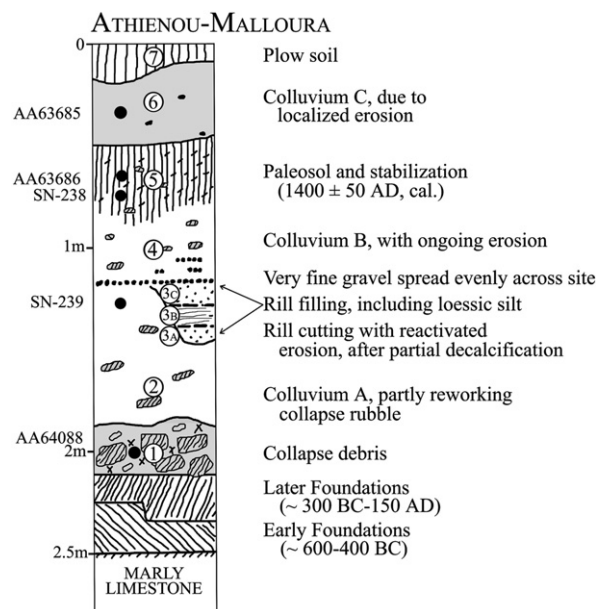 ATHIENOU-MALLOURA
0
7
Plow soil
6
Colluvium C, due to
localized erosion
AA63685
AA63686
SN-238
5
Paleosol and stabilization
(1400 ± 50 AD, cal.)
1m
4
Colluvium B, with ongoing erosion
Very fine gravel spread evenly across site
SN-239
3C
3B
3A
Rill filling, including loessic silt
Rill cutting with reactivated
erosion, after partial decalcification
2
Colluvium A, partly reworking
collapse rubble
AA64088
2m
1
Collapse debris
Later Foundations
(~ 300 BC-150 AD)
Early Foundations
(~ 600-400 BC)
2.5m
MARLY
LIMESTONE